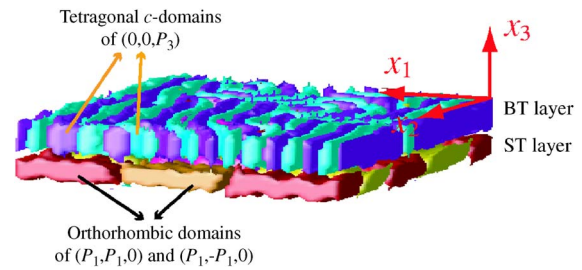 Tetragonal c-domains
of (0,0,P₃)
x₃
x₁
BT layer
x₂
ST layer
Orthorhombic domains
of (P₁,P₁,0) and (P₁,-P₁,0)